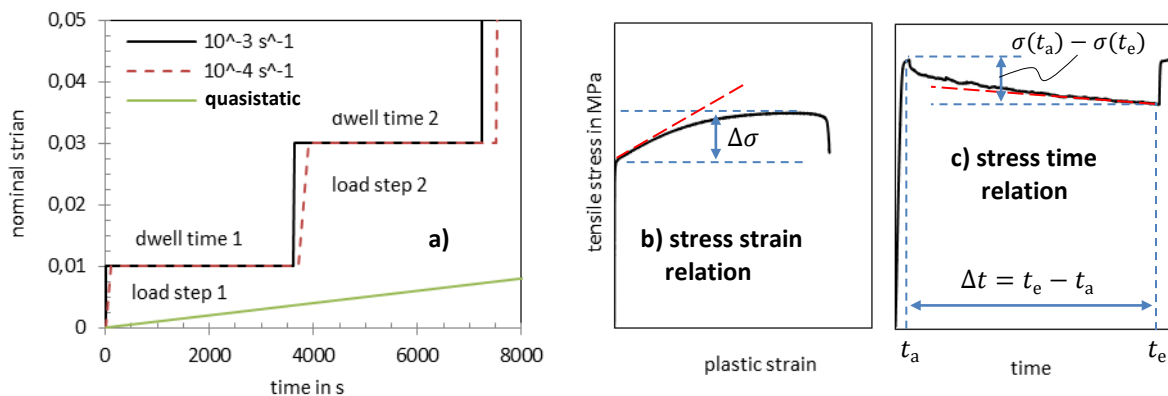 0,05
0,04
0,03
0,02
0,01
0
nominal strian
10^-3 s^-1
10^-4 s^-1
quasistatic
dwell time 2
load step 2
dwell time 1
a)
load step 1
0
2000
4000
6000
8000
time in s
tensile stress in MPa
Δσ
b) stress strain
relation
plastic strain
σ(tₐ) − σ(tₑ)
c) stress time
relation
Δt = tₑ − tₐ
tₐ
tₑ
time